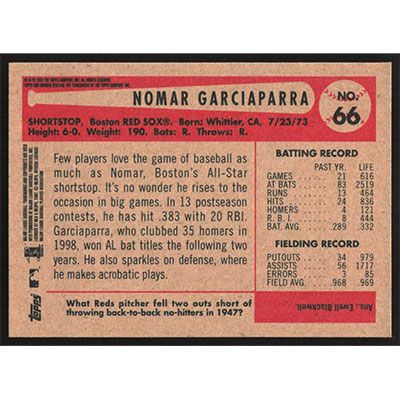 NOMAR GARCIAPARRA
NO.
66
SHORTSTOP, Boston RED SOX®. Born: Whittier, CA, 7/23/73
Height: 6-0. Weight: 190. Bats: R. Throws: R.
Few players love the game of baseball as
much as Nomar, Boston's All-Star
shortstop. It's no wonder he rises to the
occasion in big games. In 13 postseason
contests, he has hit .383 with 20 RBI.
Garciaparra, who clubbed 35 homers in
1998, won AL bat titles the following two
years. He also sparkles on defense, where
he makes acrobatic plays.
BATTING RECORD
PAST YR. LIFE
GAMES 21 616
AT BATS 83 2519
RUNS 13 464
HITS 24 836
HOMERS 4 121
R. B. I. 8 444
BAT. AVG. .289 .332
FIELDING RECORD
PUTOUTS 34 979
ASSISTS 56 1717
ERRORS 3 85
FIELD AVG. .968 .969
topps
What Reds pitcher fell two outs short of
throwing back-to-back no-hitters in 1947?
Ans.: Ewell Blackwell.